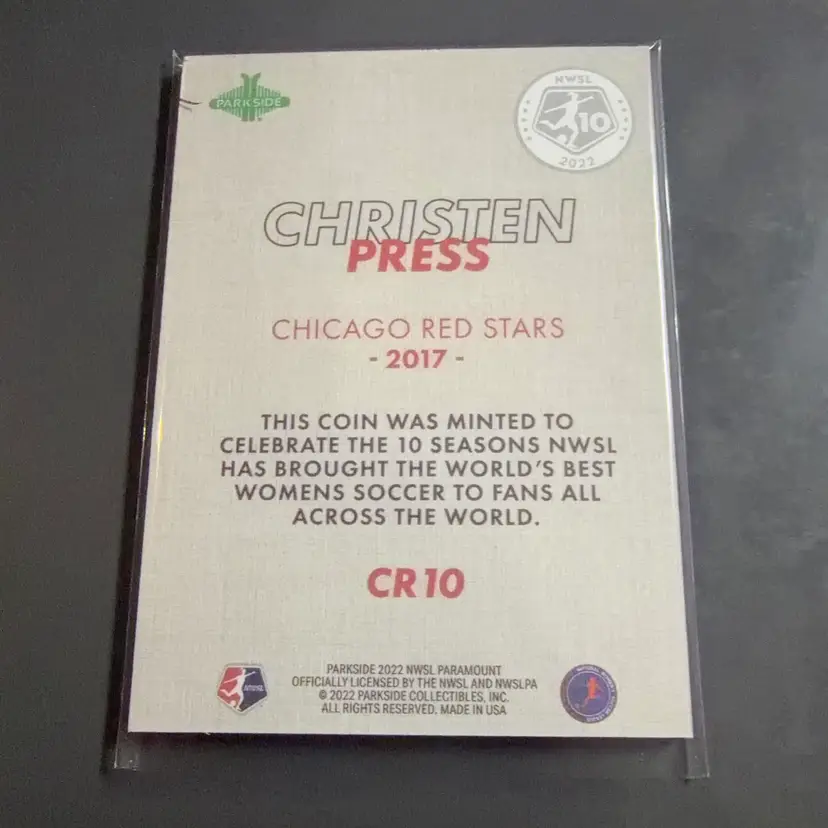 PARKSIDE
NWSL
10
2022
CHRISTEN
PRESS
CHICAGO RED STARS
- 2017 -
THIS COIN WAS MINTED TO
CELEBRATE THE 10 SEASONS NWSL
HAS BROUGHT THE WORLD'S BEST
WOMENS SOCCER TO FANS ALL
ACROSS THE WORLD.
CR10
PARKSIDE 2022 NWSL PARAMOUNT
OFFICIALLY LICENSED BY THE NWSL AND NWSLPA
© 2022 PARKSIDE COLLECTIBLES, INC.
ALL RIGHTS RESERVED. MADE IN USA